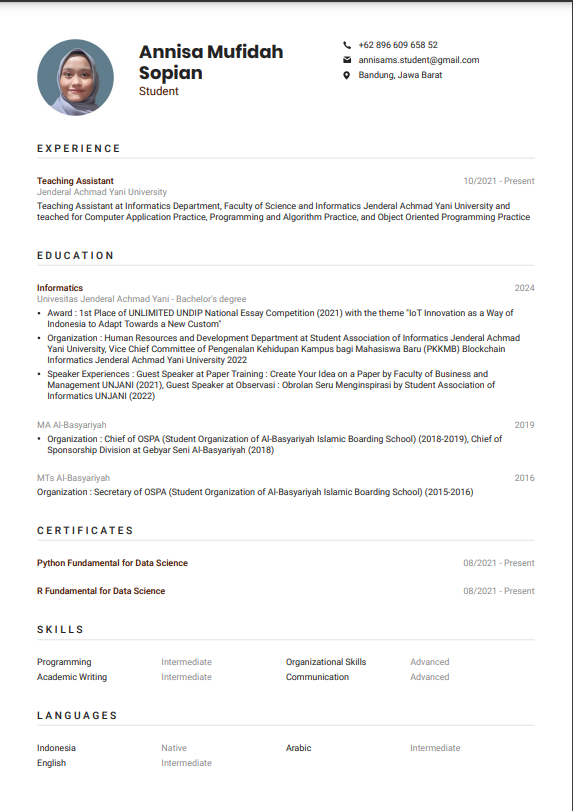 Annisa Mufidah
Sopian
Student
+62 896 609 658 52
annisams.student@gmail.com
Bandung, Jawa Barat
EXPERIENCE
Teaching Assistant 10/2021 - Present
Jenderal Achmad Yani University
Teaching Assistant at Informatics Department, Faculty of Science and Informatics Jenderal Achmad Yani University and
teached for Computer Application Practice, Programming and Algorithm Practice, and Object Oriented Programming Practice
EDUCATION
Informatics 2024
Univesitas Jenderal Achmad Yani - Bachelor's degree
• Award : 1st Place of UNLIMITED UNDIP National Essay Competition (2021) with the theme "IoT Innovation as a Way of
Indonesia to Adapt Towards a New Custom"
• Organization : Human Resources and Development Department at Student Association of Informatics Jenderal Achmad
Yani University, Vice Chief Committee of Pengenalan Kehidupan Kampus bagi Mahasiswa Baru (PKKMB) Blockchain
Informatics Jenderal Achmad Yani University 2022
• Speaker Experiences : Guest Speaker at Paper Training : Create Your Idea on a Paper by Faculty of Business and
Management UNJANI (2021), Guest Speaker at Observasi : Obrolan Seru Menginspirasi by Student Association of
Informatics UNJANI (2022)
MA Al-Basyariyah 2019
• Organization : Chief of OSPA (Student Organization of Al-Basyariyah Islamic Boarding School) (2018-2019), Chief of
Sponsorship Division at Gebyar Seni Al-Basyariyah (2018)
MTs Al-Basyariyah 2016
Organization : Secretary of OSPA (Student Organization of Al-Basyariyah Islamic Boarding School) (2015-2016)
CERTIFICATES
Python Fundamental for Data Science 08/2021 - Present
R Fundamental for Data Science 08/2021 - Present
SKILLS
Programming Intermediate Organizational Skills Advanced
Academic Writing Intermediate Communication Advanced
LANGUAGES
Indonesia Native Arabic Intermediate
English Intermediate